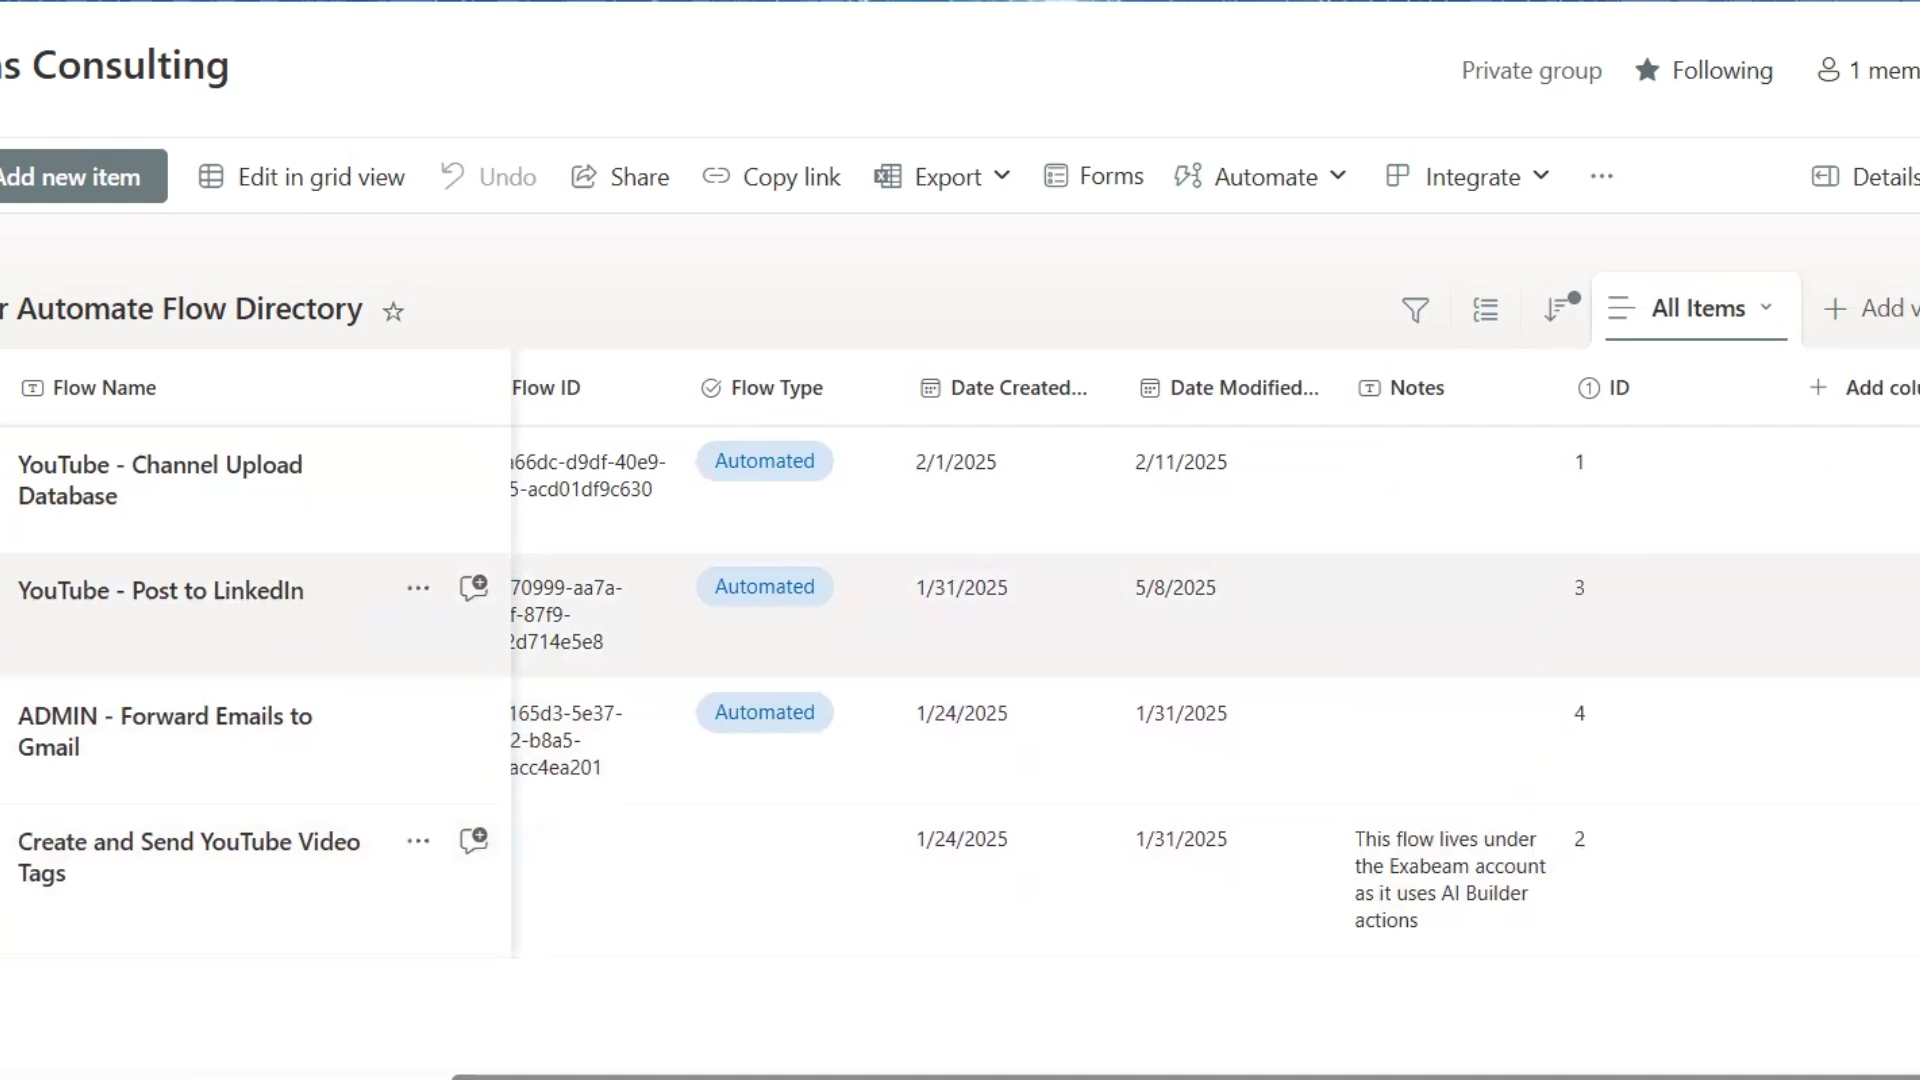 s Consulting
Private group
Following
1 mem
Add new item
Edit in grid view
Undo
Share
Copy link
Export
Forms
Automate
Integrate
Details
r Automate Flow Directory
All Items
Add v
Flow Name
Flow ID
Flow Type
Date Created...
Date Modified...
Notes
ID
Add colu
YouTube - Channel Upload
Database
a66dc-d9df-40e9-
5-acd01df9c630
Automated
2/1/2025
2/11/2025
1
YouTube - Post to LinkedIn
70999-aa7a-
f-87f9-
2d714e5e8
Automated
1/31/2025
5/8/2025
3
ADMIN - Forward Emails to
Gmail
165d3-5e37-
2-b8a5-
acc4ea201
Automated
1/24/2025
1/31/2025
4
Create and Send YouTube Video
Tags
1/24/2025
1/31/2025
This flow lives under
the Exabeam account
as it uses AI Builder
actions
2